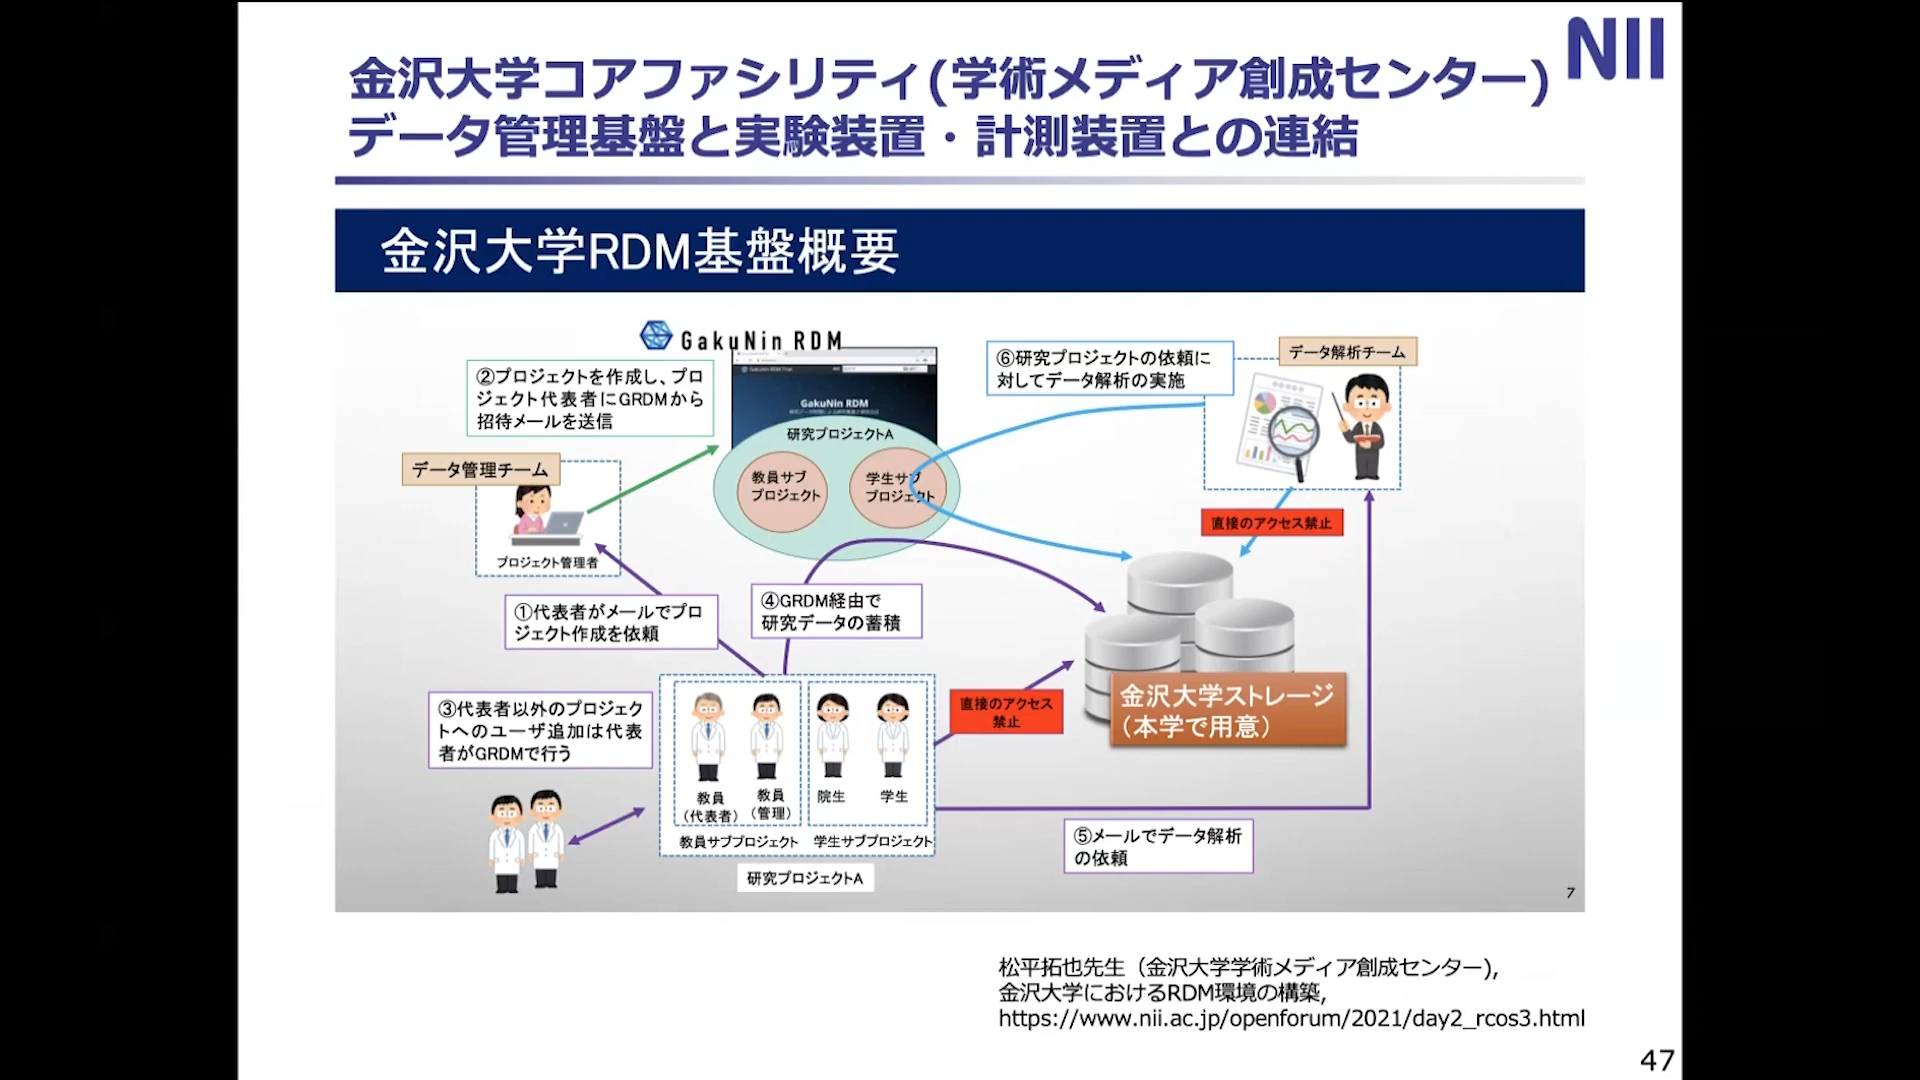 NII
金沢大学コアファシリティ(学術メディア創成センター)
データ管理基盤と実験装置・計測装置との連結
金沢大学RDM基盤概要
GakuNin RDM
②プロジェクトを作成し、プロ
ジェクト代表者にGRDMから
招待メールを送信
GakuNin RDM
研究プロジェクトA
教員サブ
プロジェクト
学生サブ
プロジェクト
⑥研究プロジェクトの依頼に
対してデータ解析の実施
データ解析チーム
データ管理チーム
プロジェクト管理者
直接のアクセス禁止
①代表者がメールでプロ
ジェクト作成を依頼
④GRDM経由で
研究データの蓄積
③代表者以外のプロジェク
トへのユーザ追加は代表
者がGRDMで行う
直接のアクセス
禁止
金沢大学ストレージ
(本学で用意)
教員
(代表者)
教員
(管理)
院生
学生
教員サブプロジェクト
学生サブプロジェクト
研究プロジェクトA
⑤メールでデータ解析
の依頼
7
松平拓也先生（金沢大学学術メディア創成センター),
金沢大学におけるRDM環境の構築,
https://www.nii.ac.jp/openforum/2021/day2_rcos3.html
47